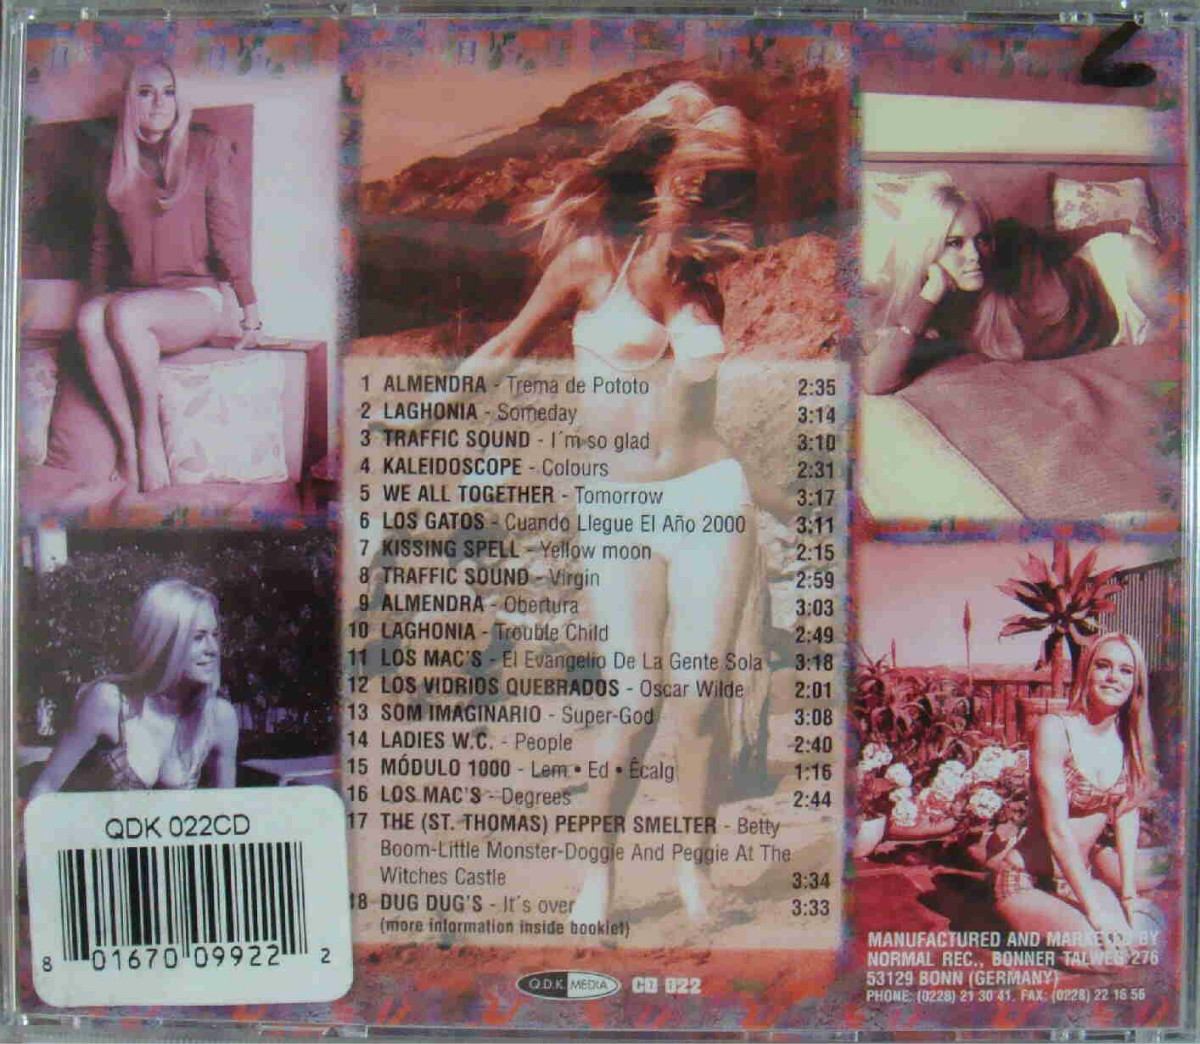 1 ALMENDRA - Trema de Pototo 2:35
2 LAGHONIA - Someday 3:14
3 TRAFFIC SOUND - I´m so glad 3:10
4 KALEIDOSCOPE - Colours 2:31
5 WE ALL TOGETHER - Tomorrow 3:17
6 LOS GATOS - Cuando Llegue El Año 2000 3:11
7 KISSING SPELL - Yellow moon 2:15
8 TRAFFIC SOUND - Virgin 2:59
9 ALMENDRA - Obertura 3:03
10 LAGHONIA - Trouble Child 2:49
11 LOS MAC'S - El Evangelio De La Gente Sola 3:18
12 LOS VIDRIOS QUEBRADOS - Oscar Wilde 2:01
13 SOM IMAGINARIO - Super-God 3:08
14 LADIES W.C. - People 2:40
15 MÓDULO 1000 - Lem • Ed • Êcalg 1:16
16 LOS MAC'S - Degrees 2:44
17 THE (ST. THOMAS) PEPPER SMELTER - Betty
Boom-Little Monster-Doggie And Peggie At The
Witches Castle 3:34
18 DUG DUG'S - It´s over 3:33
(more information inside booklet)
QDK 022CD
8 01670 09922 2
Q.D.K. MEDIA CD 022
MANUFACTURED AND MARKETED BY
NORMAL REC., BONNER TALWEG 276
53129 BONN (GERMANY)
PHONE: (0228) 21 30 41. FAX: (0228) 22 16 56